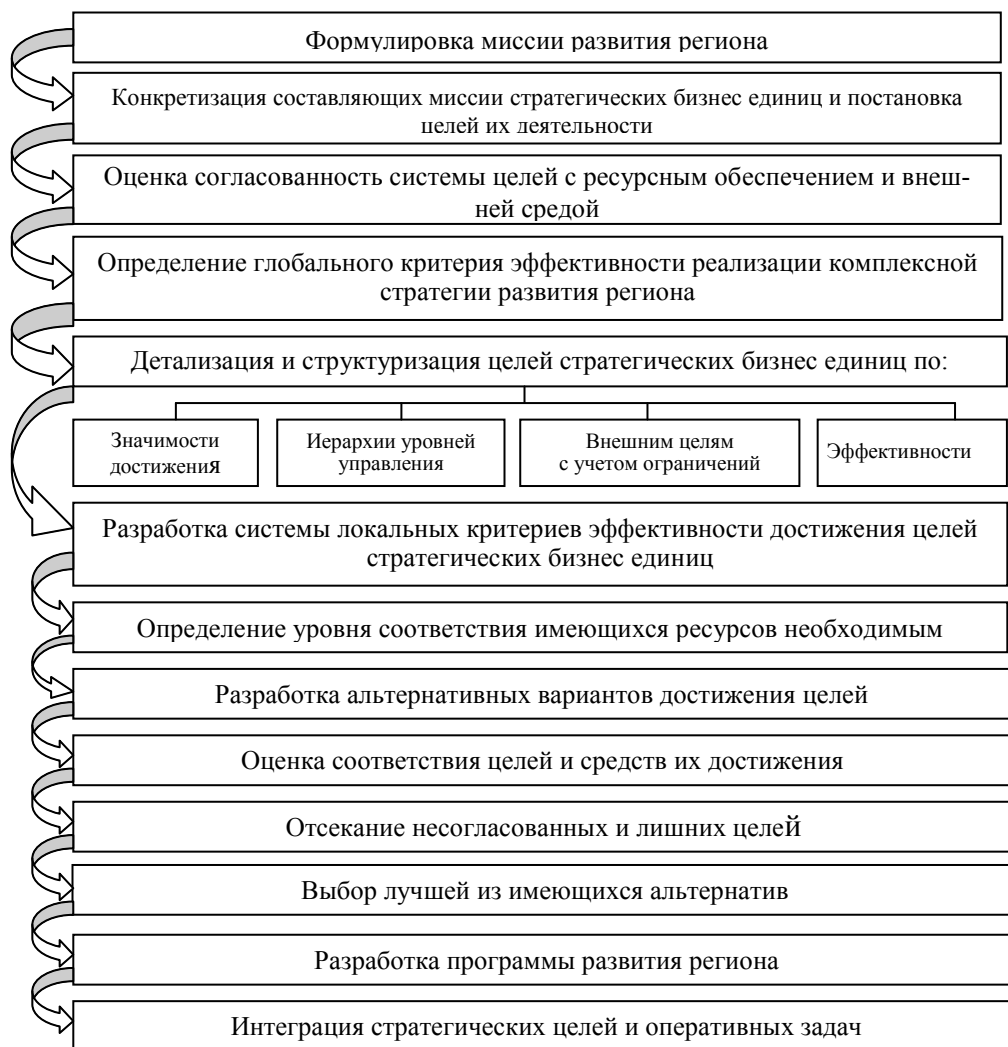 Формулировка миссии развития региона
Конкретизация составляющих миссии стратегических бизнес единиц и постановка
целей их деятельности
Оценка согласованность системы целей с ресурсным обеспечением и внеш-
ней средой
Определение глобального критерия эффективности реализации комплексной
стратегии развития региона
Детализация и структуризация целей стратегических бизнес единиц по:
Значимости
достижения
Иерархии уровней
управления
Внешним целям
с учетом ограничений
Эффективности
Разработка системы локальных критериев эффективности достижения целей
стратегических бизнес единиц
Определение уровня соответствия имеющихся ресурсов необходимым
Разработка альтернативных вариантов достижения целей
Оценка соответствия целей и средств их достижения
Отсекание несогласованных и лишних целей
Выбор лучшей из имеющихся альтернатив
Разработка программы развития региона
Интеграция стратегических целей и оперативных задач